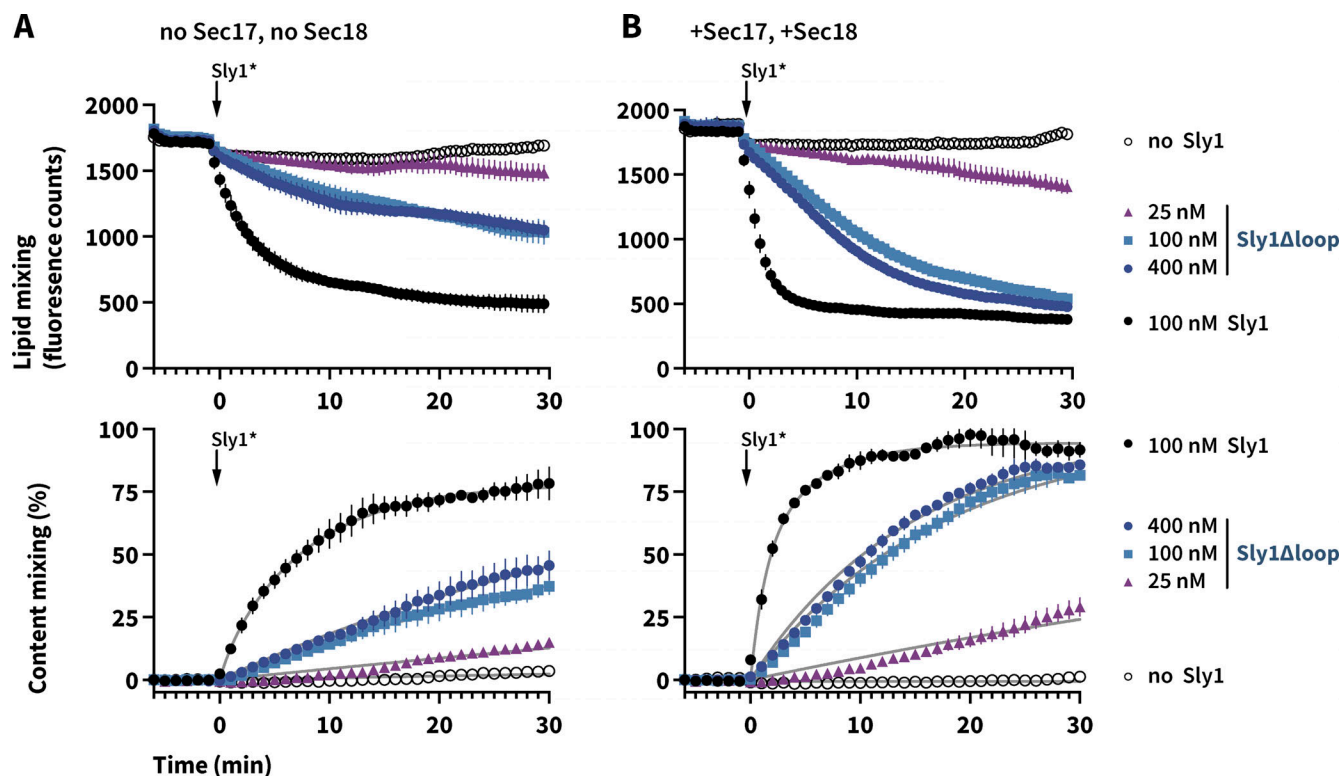 A
no Sec17, no Sec18
B
+Sec17, +Sec18
Sly1*
Sly1*
Lipid mixing
(fluorescence counts)
2000
1500
1000
500
0
0
10
20
30
2000
1500
1000
500
0
0
10
20
30
no Sly1
25 nM
100 nM
400 nM
Sly1Δloop
100 nM Sly1
Sly1*
Sly1*
Content mixing (%)
100
75
50
25
0
0
10
20
30
100
75
50
25
0
0
10
20
30
100 nM Sly1
400 nM
100 nM
25 nM
Sly1Δloop
no Sly1
Time (min)